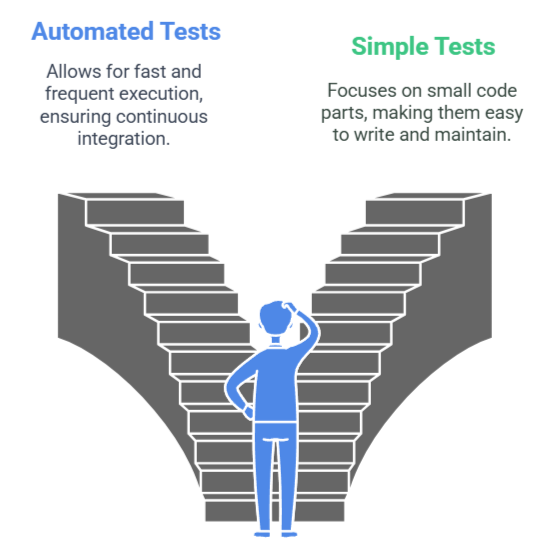 Automated Tests
Allows for fast and
frequent execution,
ensuring continuous
integration.
Simple Tests
Focuses on small code
parts, making them easy
to write and maintain.